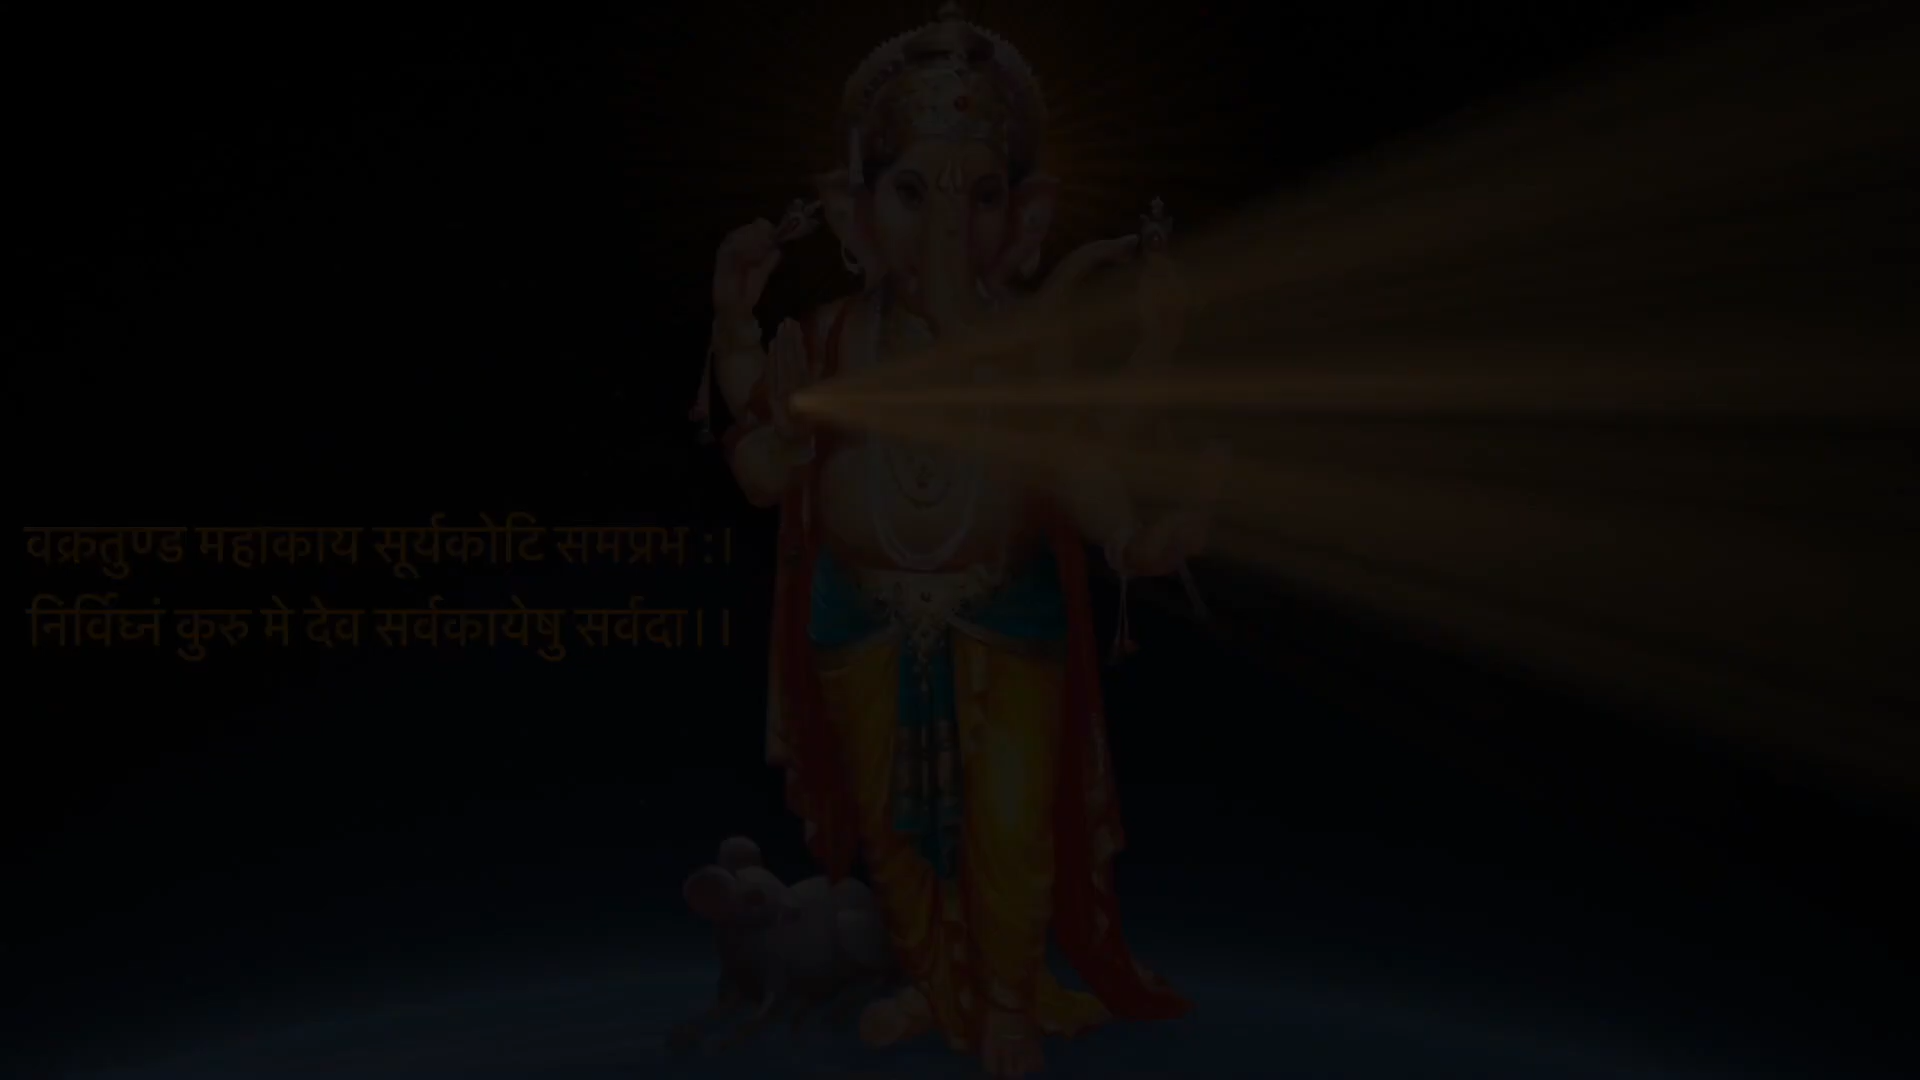 वक्रतुण्ड महाकाय सूर्यकोटि समप्रभ :।
निर्विघ्नं कुरु मे देव सर्वकायेषु सर्वदा।।